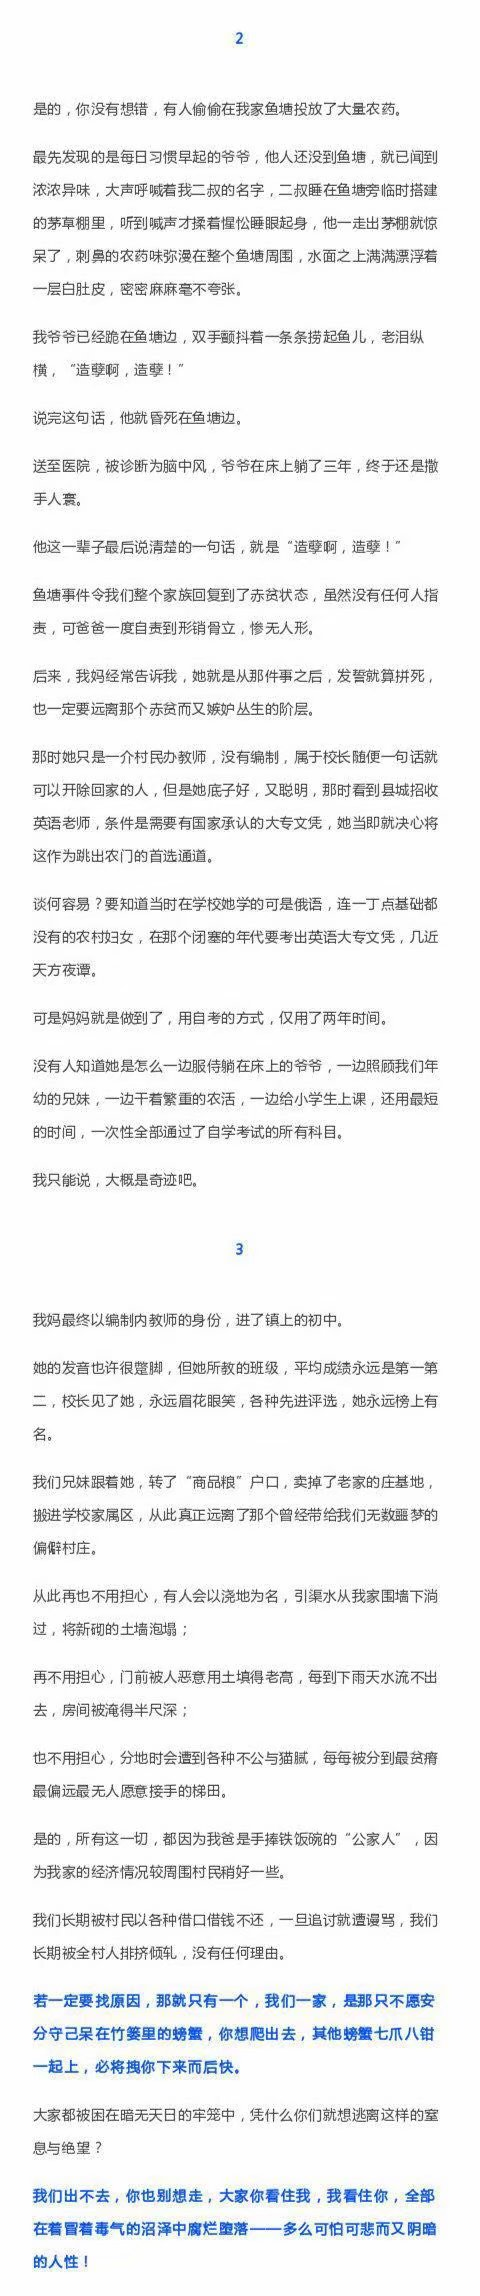 2
是的，你没有想错，有人偷偷在我家鱼塘投放了大量农药。
最先发现的是每日习惯早起的爷爷，他人还没到鱼塘，就已闻到
浓浓异味，大声呼喊着我二叔的名字，二叔睡在鱼塘旁临时搭建
的茅草棚里，听到喊声才揉着惺忪睡眼起身，他一走出茅棚就惊
呆了，刺鼻的农药味弥漫在整个鱼塘周围，水面之上满满漂浮着
一层白肚皮，密密麻麻毫不夸张。
我爷爷已经跪在鱼塘边，双手颤抖着一条条捞起鱼儿，老泪纵
横，“造孽啊，造孽！”
说完这句话，他就昏死在鱼塘边。
送至医院，被诊断为脑中风，爷爷在床上躺了三年，终于还是撒
手人寰。
他这一辈子最后说清楚的一句话，就是“造孽啊，造孽！”
鱼塘事件令我们整个家族回复到了赤贫状态，虽然没有任何人指
责，可爸爸一度自责到形销骨立，惨无人形。
后来，我妈经常告诉我，她就是从那件事之后，发誓就算拼死，
也一定要远离那个赤贫而又嫉妒丛生的阶层。
那时她只是一介村民办教师，没有编制，属于校长随便一句话就
可以开除回家的人，但是她底子好，又聪明，那时看到县城招收
英语老师，条件是需要有国家承认的大专文凭，她当即就决心将
这作为跳出农门的首选通道。
谈何容易？要知道当时在学校她学的可是俄语，连一丁点基础都
没有的农村妇女，在那个闭塞的年代要考出英语大专文凭，几近
天方夜谭。
可是妈妈就是做到了，用自考的方式，仅用了两年时间。
没有人知道她是怎么一边服侍躺在床上的爷爷，一边照顾我们年
幼的兄妹，一边干着繁重的农活，一边给小学生上课，还用最短
的时间，一次性全部通过了自学考试的所有科目。
我只能说，大概是奇迹吧。
3
我妈最终以编制内教师的身份，进了镇上的初中。
她的发音也许很蹩脚，但她所教的班级，平均成绩永远是第一第
二，校长见了她，永远眉花眼笑，各种先进评选，她永远榜上有
名。
我们兄妹跟着她，转了“商品粮”户口，卖掉了老家的庄基地，
搬进学校家属区，从此真正远离了那个曾经带给我们无数噩梦的
偏僻村庄。
从此再也不用担心，有人会以浇地为名，引渠水从我家围墙下淌
过，将新砌的土墙泡塌；
再不用担心，门前被人恶意用土填得老高，每到下雨天水流不出
去，房间被淹得半尺深；
也不用担心，分地时会遭到各种不公与猫腻，每每被分到最贫瘠
最偏远最无人愿意接手的梯田。
是的，所有这一切，都因为我爸是手捧铁饭碗的“公家人”，因
为我家的经济情况较周围村民稍好一些。
我们长期被村民以各种借口借钱不还，一旦追讨就遭谩骂，我们
长期被全村人排挤倾轧，没有任何理由。
若一定要找原因，那就只有一个，我们一家，是那只不愿安
分守己呆在竹篓里的螃蟹，你想爬出去，其他螃蟹七爪八钳
一起上，必将拽你下来而后快。
大家都被困在暗无天日的牢笼中，凭什么你们就想逃离这样的窒
息与绝望？
我们出不去，你也别想走，大家你看住我，我看住你，全部
在着冒着毒气的沼泽中腐烂堕落——多么可怕可悲而又阴暗
的人性！